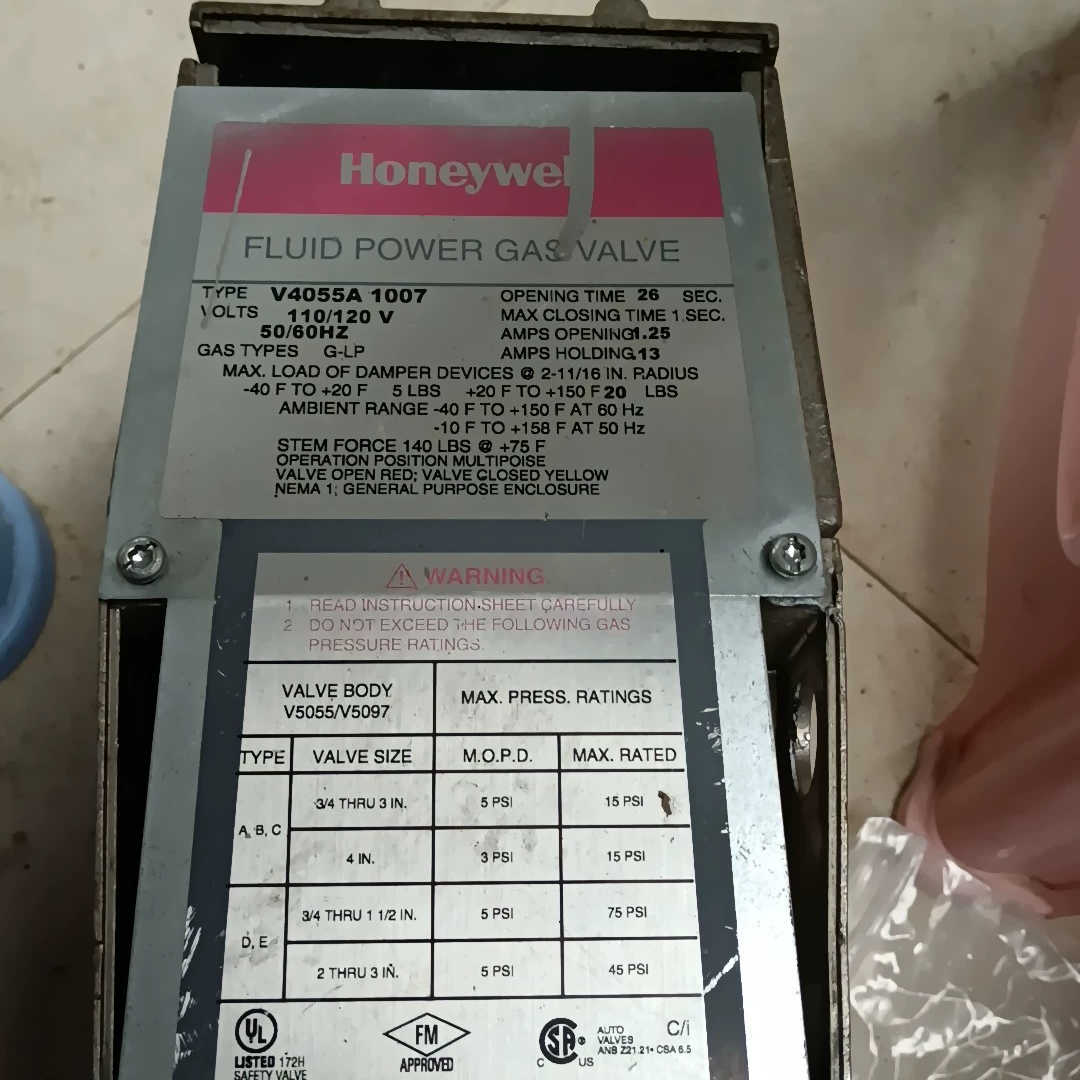 Honeywell
FLUID POWER GAS VALVE
TYPE V4055A 1007
VOLTS 110/120 V
50/60HZ
GAS TYPES G-LP
OPENING TIME 26 SEC.
MAX CLOSING TIME 1 SEC.
AMPS OPENING 1.25
AMPS HOLDING .13
MAX. LOAD OF DAMPER DEVICES @ 2-11/16 IN. RADIUS
-40 F TO +20 F 5 LBS +20 F TO +150 F 20 LBS
AMBIENT RANGE -40 F TO +150 F AT 60 Hz
-10 F TO +158 F AT 50 Hz
STEM FORCE 140 LBS @ +75 F
OPERATION POSITION MULTIPOISE
VALVE OPEN RED; VALVE CLOSED YELLOW
NEMA 1; GENERAL PURPOSE ENCLOSURE
WARNING.
1. READ INSTRUCTION SHEET CAREFULLY
2. DO NOT EXCEED THE FOLLOWING GAS
PRESSURE RATINGS.
VALVE BODY
V5055/V5097
MAX. PRESS. RATINGS
TYPE VALVE SIZE M.O.P.D. MAX. RATED
A, B, C
3/4 THRU 3 IN. 5 PSI 15 PSI
4 IN. 3 PSI 15 PSI
D, E
3/4 THRU 1 1/2 IN. 5 PSI 75 PSI
2 THRU 3 IN. 5 PSI 45 PSI
UL
LISTED 172H
SAFETY VALVE
FM
APPROVED
C SA US
AUTO
VALVES
ANS Z21.21 • CSA 6.5
C/i